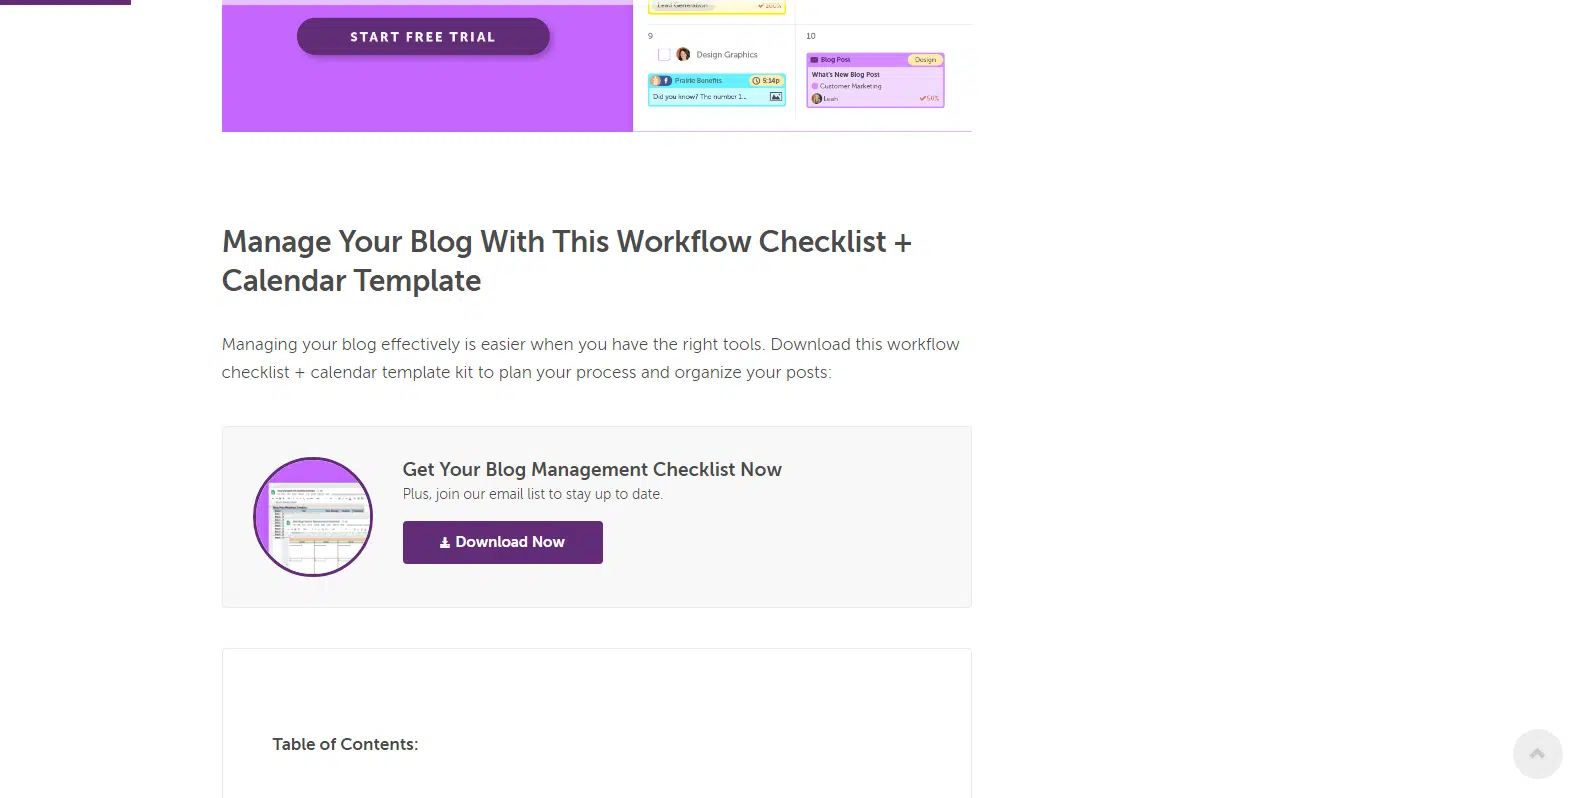 START FREE TRIAL
Lead Generation
100%
9
10
Design Graphics
Blog Post
Design
Prairie Benefits
5:14p
What's New Blog Post
Customer Marketing
Did you know? The number 1...
Leah
50%
Manage Your Blog With This Workflow Checklist +
Calendar Template
Managing your blog effectively is easier when you have the right tools. Download this workflow
checklist + calendar template kit to plan your process and organize your posts:
Get Your Blog Management Checklist Now
Plus, join our email list to stay up to date.
Download Now
Table of Contents: